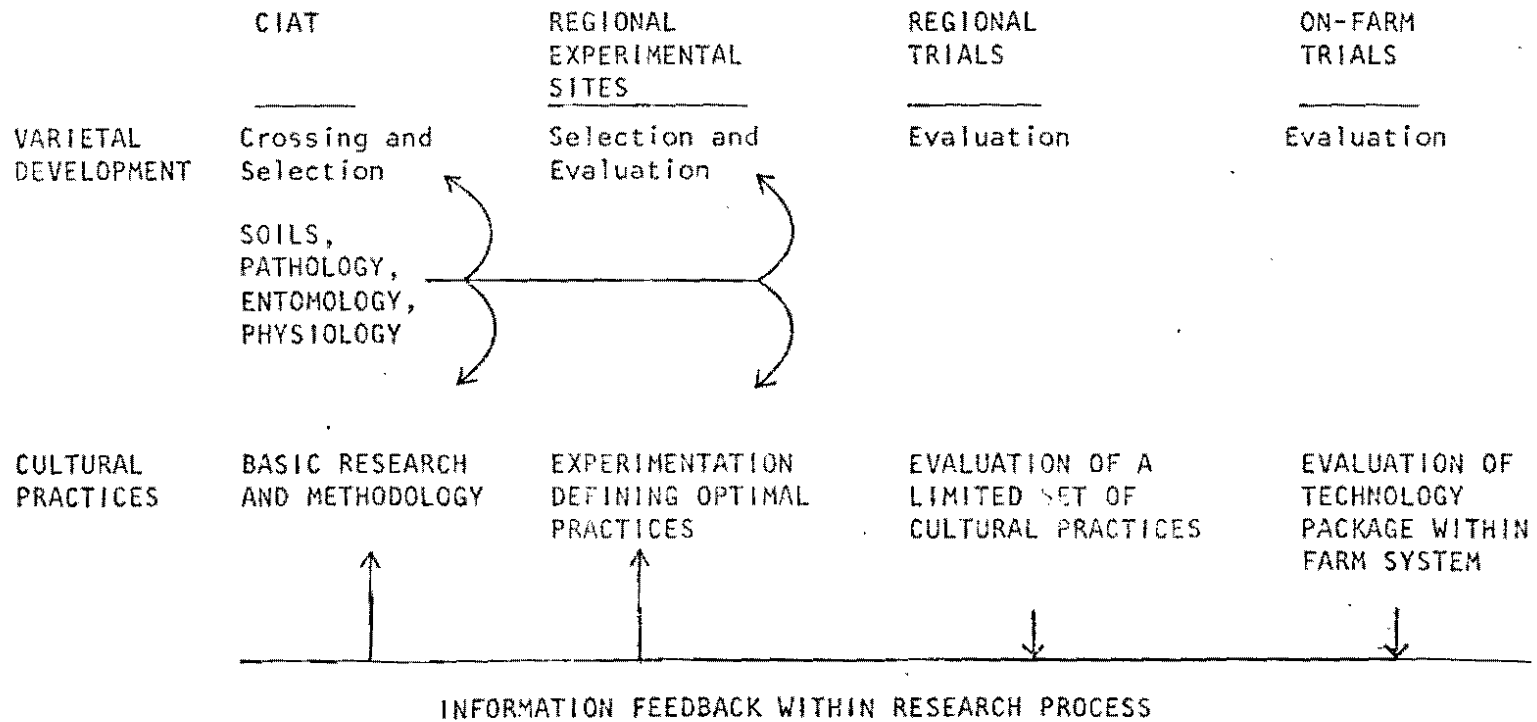 CIAT REGIONAL REGIONAL ON-FARM
EXPERIMENTAL TRIALS TRIALS
SITES
VARIETAL Crossing and Selection and Evaluation Evaluation
DEVELOPMENT Selection Evaluation
SOILS,
PATHOLOGY,
ENTOMOLOGY,
PHYSIOLOGY
CULTURAL BASIC RESEARCH EXPERIMENTATION EVALUATION OF A EVALUATION OF
PRACTICES AND METHODOLOGY DEFINING OPTIMAL LIMITED SET OF TECHNOLOGY
PRACTICES CULTURAL PRACTICES PACKAGE WITHIN
FARM SYSTEM
INFORMATION FEEDBACK WITHIN RESEARCH PROCESS